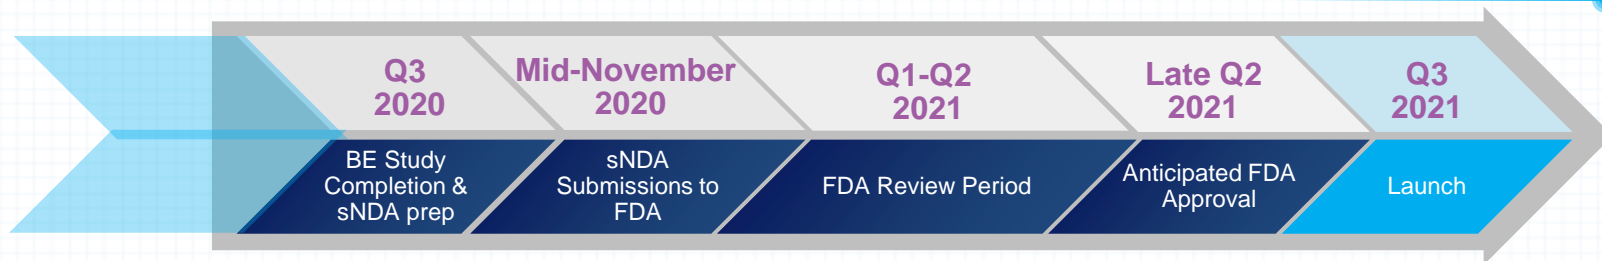 Q3
2020
BE Study
Completion &
sNDA prep
Mid-November
2020
sNDA
Submissions to
FDA
Q1-Q2
2021
FDA Review Period
Late Q2
2021
Anticipated FDA
Approval
Q3
2021
Launch